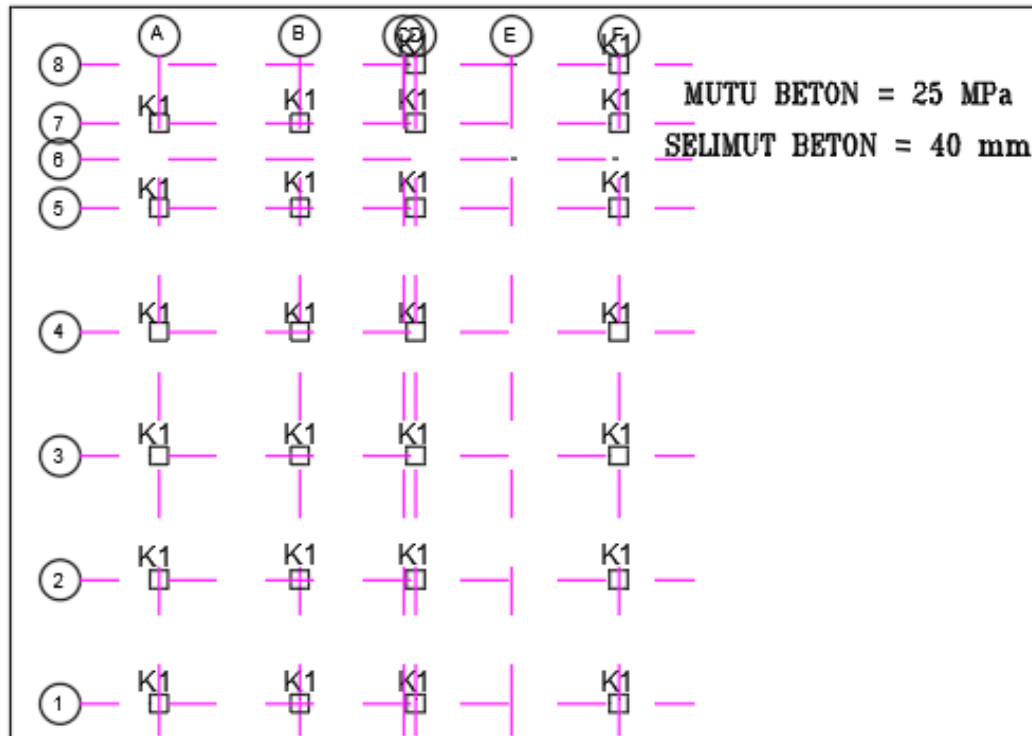 A B C D E F
8 K1 K1
7 K1 K1 K1 K1
MUTU BETON = 25 MPa
6
SELIMUT BETON = 40 mm
5 K1 K1 K1 K1
4 K1 K1 K1 K1
3 K1 K1 K1 K1
2 K1 K1 K1 K1
1 K1 K1 K1 K1